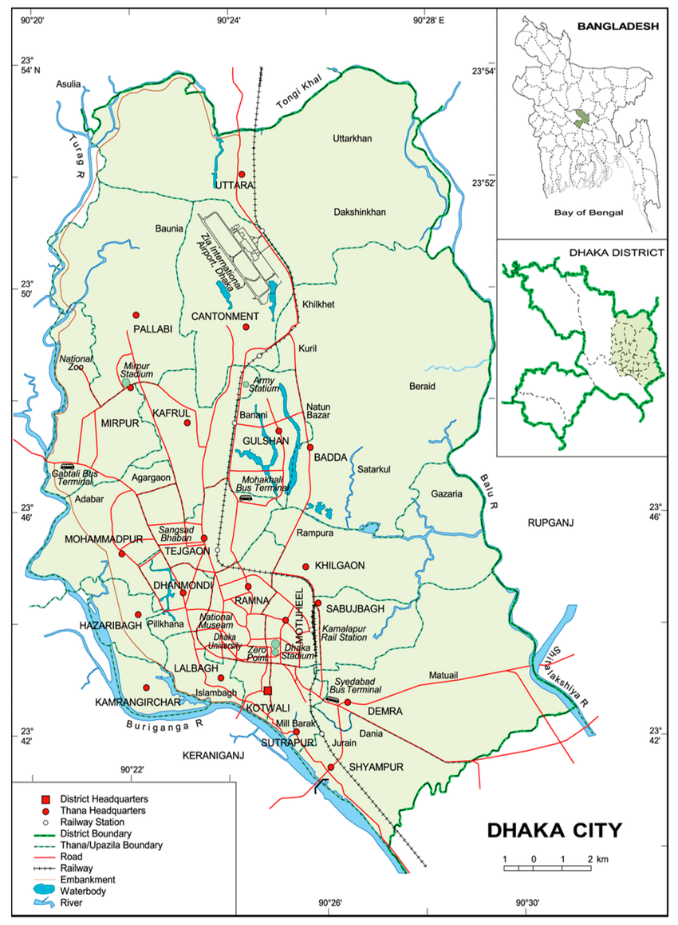 90°20'
90°24'
90°28' E
BANGLADESH
23°
54' N
23°54'
Asulia
Tongi Khal
Turag R
Uttarkhan
23°52'
UTTARA
Dakshinkhan
Bay of Bengal
Baunia
Zia International
Airport, Dhaka
DHAKA DISTRICT
23°
50'
Khilkhet
CANTONMENT
PALLABI
Kuril
National
Zoo
Mirpur
Stadium
Army
Statium
Beraid
Natun
Bazar
Banani
KAFRUL
MIRPUR
GULSHAN
BADDA
Satarkul
Gabtali Bus
Terminal
Agargaon
Mohakhali
Bus Terminal
Balu R
Adabar
Gazaria
23°
46'
23°
46'
RUPGANJ
Sangsad
Bhaban
Rampura
MOHAMMADPUR
TEJGAON
KHILGAON
DHANMONDI
RAMNA
MOTIJHEEL
SABUJBAGH
HAZARIBAGH
Pillkhana
National
Museam
Kamalapur
Rail Station
Dhaka
University
Zero
Point
Dhaka
Stadium
Shitalakshiya R
LALBAGH
Matuail
Syedabad
Bus Terminal
KAMRANGIRCHAR
Islambagh
KOTWALI
DEMRA
Buriganga R
Mill Barak
Dania
23°
42'
23°
42'
SUTRAPUR
Jurain
KERANIGANJ
SHYAMPUR
90°22'
District Headquarters
Thana Headquarters
Railway Station
District Boundary
Thana/Upazila Boundary
Road
Railway
Embankment
Waterbody
River
DHAKA CITY
1 0 1 2 km
90°26'
90°30'